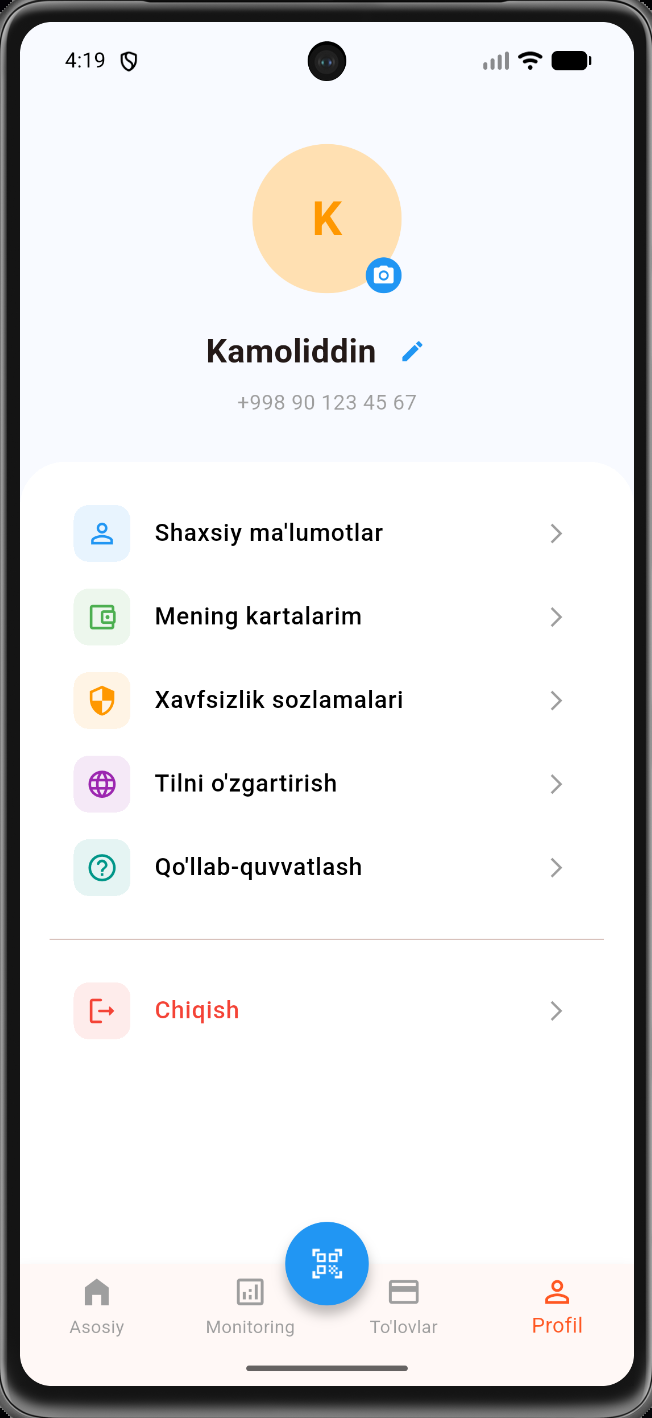 4:19
K
Kamoliddin
+998 90 123 45 67
Shaxsiy ma'lumotlar
Mening kartalarim
Xavfsizlik sozlamalari
Tilni o'zgartirish
Qo'llab-quvvatlash
Chiqish
Asosiy
Monitoring
To'lovlar
Profil